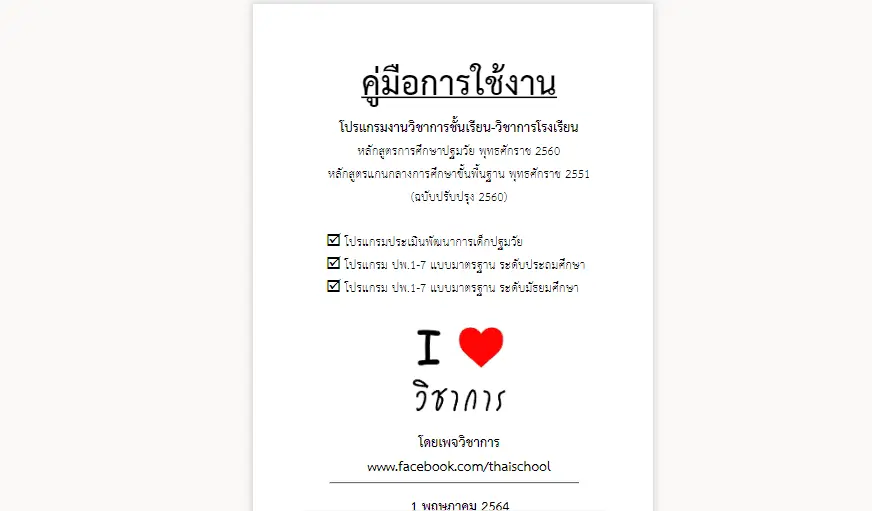 คู่มือการใช้งาน
โปรแกรมงานวิชาการชั้นเรียน-วิชาการโรงเรียน
หลักสูตรการศึกษาปฐมวัย พุทธศักราช 2560
หลักสูตรแกนกลางการศึกษาขั้นพื้นฐาน พุทธศักราช 2551
(ฉบับปรับปรุง 2560)
☑ โปรแกรมประเมินพัฒนาการเด็กปฐมวัย
☑ โปรแกรม ปพ.1-7 แบบมาตรฐาน ระดับประถมศึกษา
☑ โปรแกรม ปพ.1-7 แบบมาตรฐาน ระดับมัธยมศึกษา
I ❤
วิชาการ
โดยเพจวิชาการ
www.facebook.com/thaischool
1 พฤษภาคม 2564